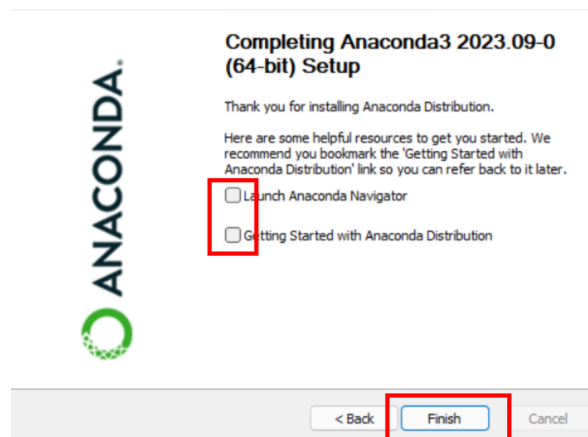 Completing Anaconda3 2023.09-0
(64-bit) Setup
ANACONDA.
Thank you for installing Anaconda Distribution.
Here are some helpful resources to get you started. We
recommend you bookmark the 'Getting Started with
Anaconda Distribution' link so you can refer back to it later.
Launch Anaconda Navigator
Getting Started with Anaconda Distribution
< Back
Finish
Cancel